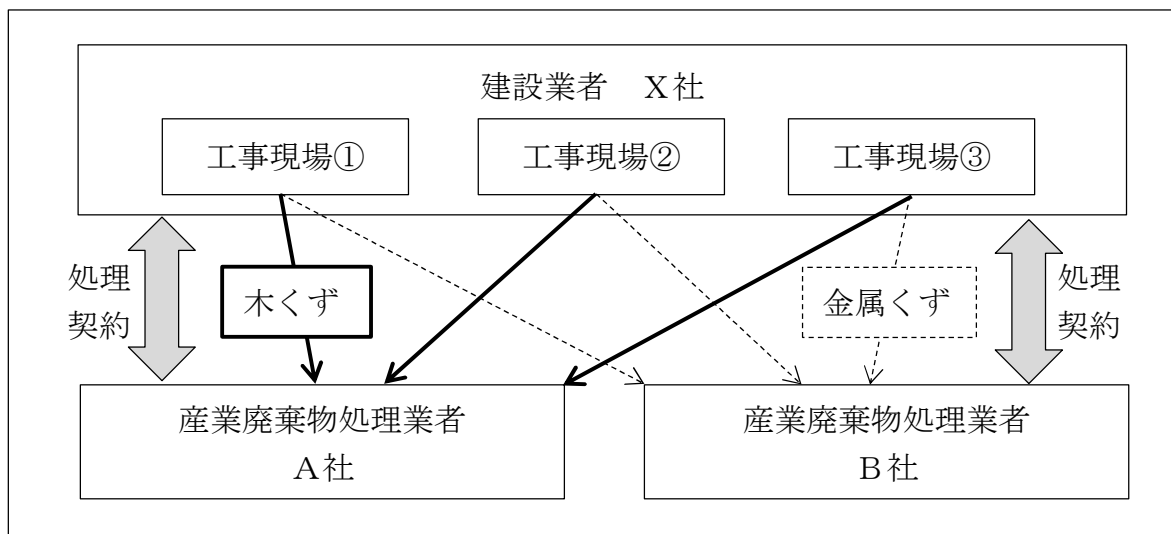 建設業者　Ｘ社
工事現場①
工事現場②
工事現場③
処理
契約
木くず
金属くず
処理
契約
産業廃棄物処理業者
Ａ社
産業廃棄物処理業者
Ｂ社